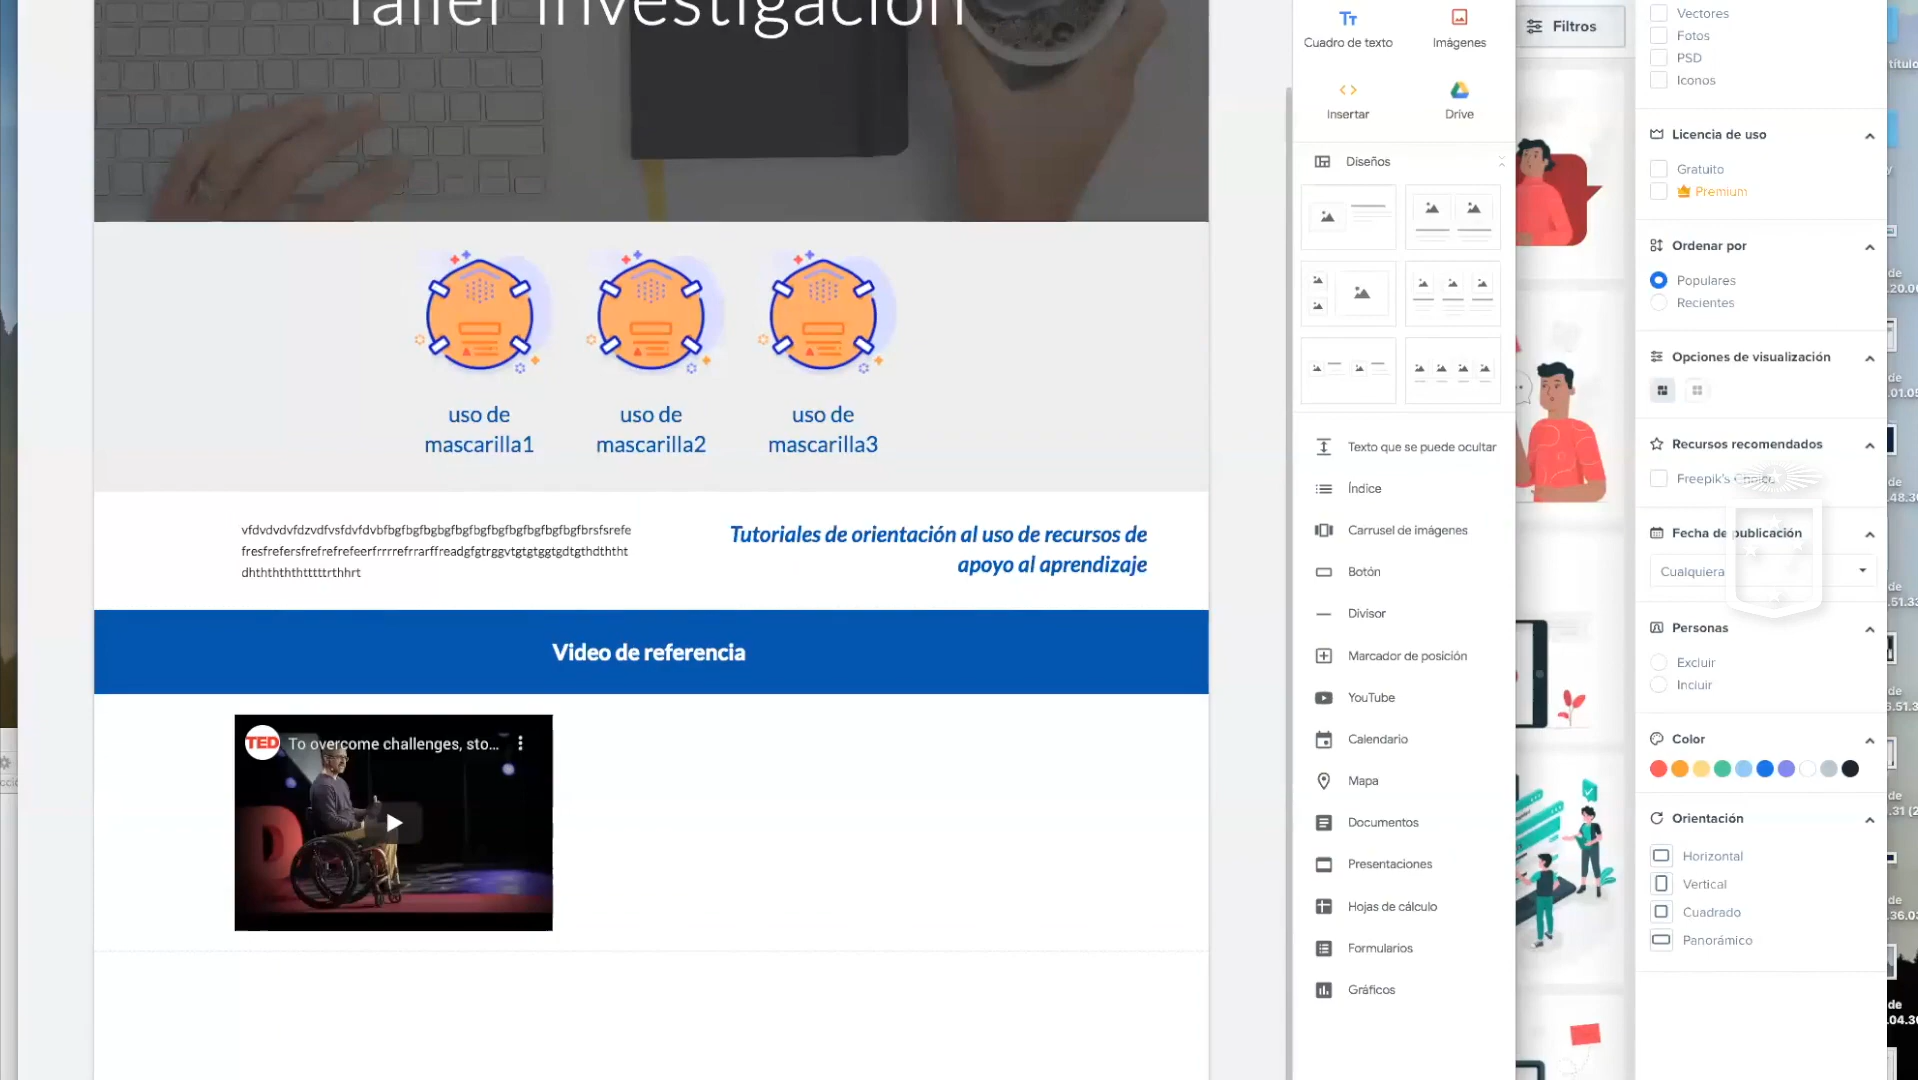 Taller investigación
uso de
mascarilla1
uso de
mascarilla2
uso de
mascarilla3
vfdvdvdvfdzvdfvsfdvfdvbfbgfbgfbgbgfbgfbgfbgfbgfbgfbgfbgfbrsfsrefe
fresfrefersfrefrefrefeerfrrrrefrrarffreadgfgtrggvtgtgtggtgdtgthdththt
dhthththththtttttrthhrt
Tutoriales de orientación al uso de recursos de
apoyo al aprendizaje
Video de referencia
TED
To overcome challenges, sto...
Cuadro de texto
Imágenes
Insertar
Drive
Diseños
Texto que se puede ocultar
Índice
Carrusel de imágenes
Botón
Divisor
Marcador de posición
YouTube
Calendario
Mapa
Documentos
Presentaciones
Hojas de cálculo
Formularios
Gráficos
Filtros
Vectores
Fotos
PSD
Iconos
Licencia de uso
Gratuito
Premium
Ordenar por
Populares
Recientes
Opciones de visualización
Recursos recomendados
Freepik's Choice
Fecha de publicación
Cualquiera
Personas
Excluir
Incluir
Color
Orientación
Horizontal
Vertical
Cuadrado
Panorámico